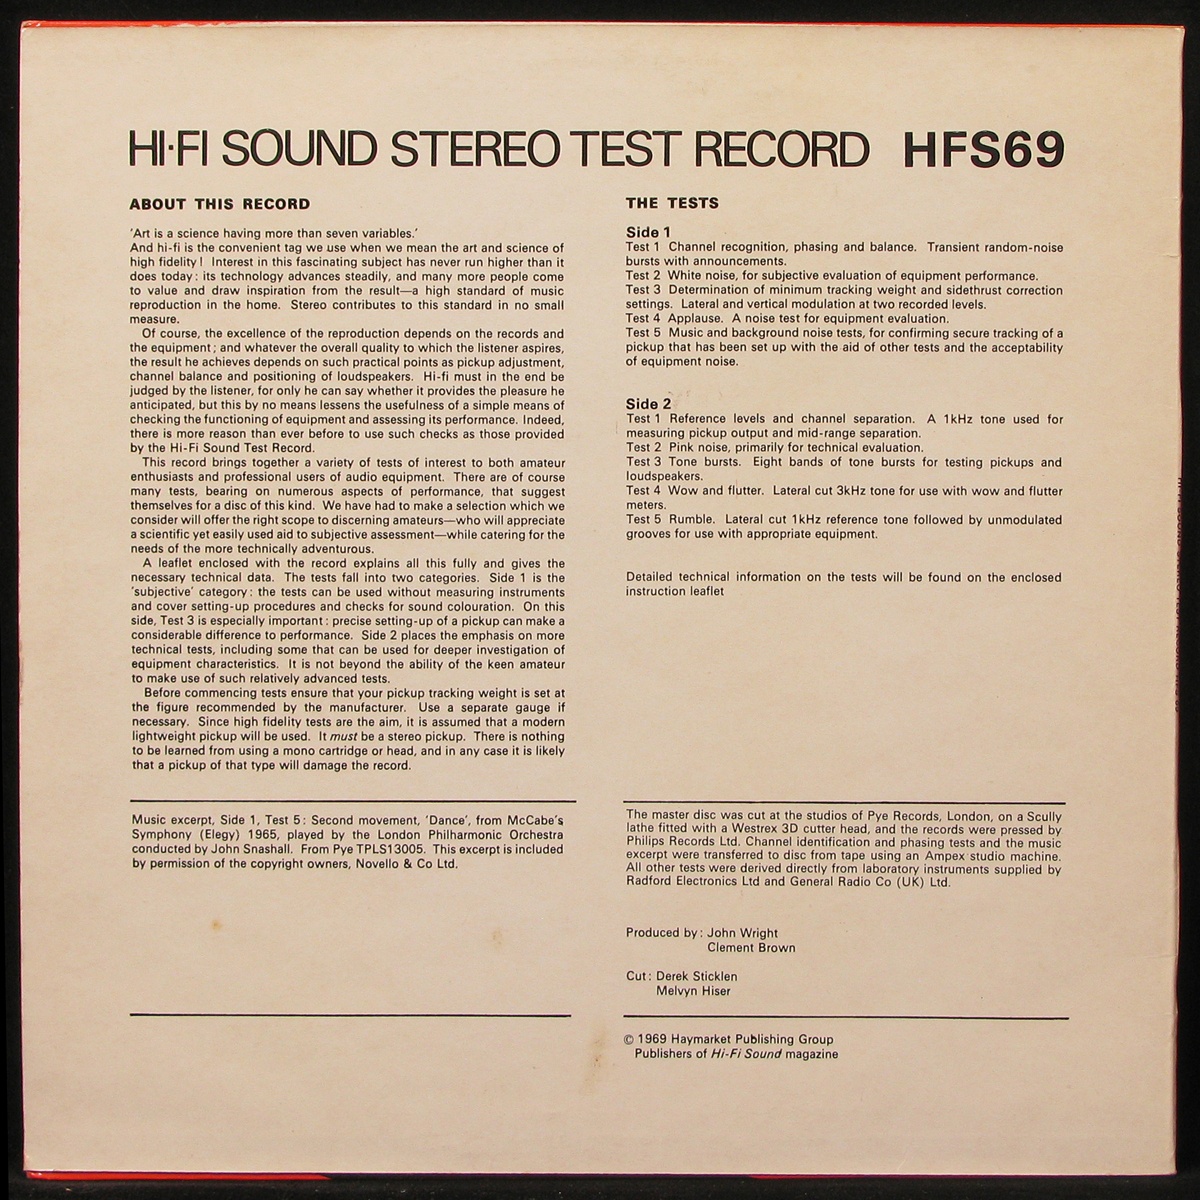 HI·FI SOUND STEREO TEST RECORD HFS69
ABOUT THIS RECORD
'Art is a science having more than seven variables.'
And hi-fi is the convenient tag we use when we mean the art and science of
high fidelity! Interest in this fascinating subject has never run higher than it
does today: its technology advances steadily, and many more people come
to value and draw inspiration from the result—a high standard of music
reproduction in the home. Stereo contributes to this standard in no small
measure.
Of course, the excellence of the reproduction depends on the records and
the equipment; and whatever the overall quality to which the listener aspires,
the result he achieves depends on such practical points as pickup adjustment,
channel balance and positioning of loudspeakers. Hi-fi must in the end be
judged by the listener, for only he can say whether it provides the pleasure he
anticipated, but this by no means lessens the usefulness of a simple means of
checking the functioning of equipment and assessing its performance. Indeed,
there is more reason than ever before to use such checks as those provided
by the Hi-Fi Sound Test Record.
This record brings together a variety of tests of interest to both amateur
enthusiasts and professional users of audio equipment. There are of course
many tests, bearing on numerous aspects of performance, that suggest
themselves for a disc of this kind. We have had to make a selection which we
consider will offer the right scope to discerning amateurs—who will appreciate
a scientific yet easily used aid to subjective assessment—while catering for the
needs of the more technically adventurous.
A leaflet enclosed with the record explains all this fully and gives the
necessary technical data. The tests fall into two categories. Side 1 is the
'subjective' category: the tests can be used without measuring instruments
and cover setting-up procedures and checks for sound colouration. On this
side, Test 3 is especially important: precise setting-up of a pickup can make a
considerable difference to performance. Side 2 places the emphasis on more
technical tests, including some that can be used for deeper investigation of
equipment characteristics. It is not beyond the ability of the keen amateur
to make use of such relatively advanced tests.
Before commencing tests ensure that your pickup tracking weight is set at
the figure recommended by the manufacturer. Use a separate gauge if
necessary. Since high fidelity tests are the aim, it is assumed that a modern
lightweight pickup will be used. It must be a stereo pickup. There is nothing
to be learned from using a mono cartridge or head, and in any case it is likely
that a pickup of that type will damage the record.
Music excerpt, Side 1, Test 5: Second movement, 'Dance', from McCabe's
Symphony (Elegy) 1965, played by the London Philharmonic Orchestra
conducted by John Snashall. From Pye TPLS13005. This excerpt is included
by permission of the copyright owners, Novello & Co Ltd.
THE TESTS
Side 1
Test 1 Channel recognition, phasing and balance. Transient random-noise
bursts with announcements.
Test 2 White noise, for subjective evaluation of equipment performance.
Test 3 Determination of minimum tracking weight and sidethrust correction
settings. Lateral and vertical modulation at two recorded levels.
Test 4 Applause. A noise test for equipment evaluation.
Test 5 Music and background noise tests, for confirming secure tracking of a
pickup that has been set up with the aid of other tests and the acceptability
of equipment noise.
Side 2
Test 1 Reference levels and channel separation. A 1kHz tone used for
measuring pickup output and mid-range separation.
Test 2 Pink noise, primarily for technical evaluation.
Test 3 Tone bursts. Eight bands of tone bursts for testing pickups and
loudspeakers.
Test 4 Wow and flutter. Lateral cut 3kHz tone for use with wow and flutter
meters.
Test 5 Rumble. Lateral cut 1kHz reference tone followed by unmodulated
grooves for use with appropriate equipment.
Detailed technical information on the tests will be found on the enclosed
instruction leaflet
The master disc was cut at the studios of Pye Records, London, on a Scully
lathe fitted with a Westrex 3D cutter head, and the records were pressed by
Philips Records Ltd. Channel identification and phasing tests and the music
excerpt were transferred to disc from tape using an Ampex studio machine.
All other tests were derived directly from laboratory instruments supplied by
Radford Electronics Ltd and General Radio Co (UK) Ltd.
Produced by: John Wright
Clement Brown
Cut: Derek Sticklen
Melvyn Hiser
© 1969 Haymarket Publishing Group
Publishers of Hi-Fi Sound magazine